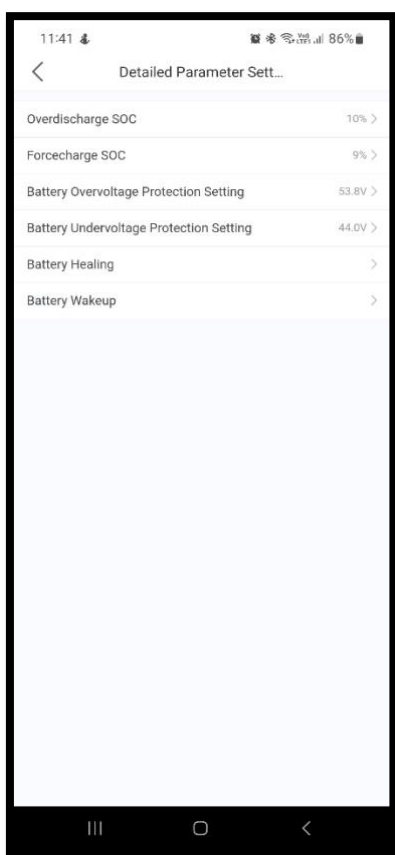 11:41
86%
Detailed Parameter Sett...
Overdischarge SOC 10%
Forcecharge SOC 9%
Battery Overvoltage Protection Setting 53.8V
Battery Undervoltage Protection Setting 44.0V
Battery Healing
Battery Wakeup